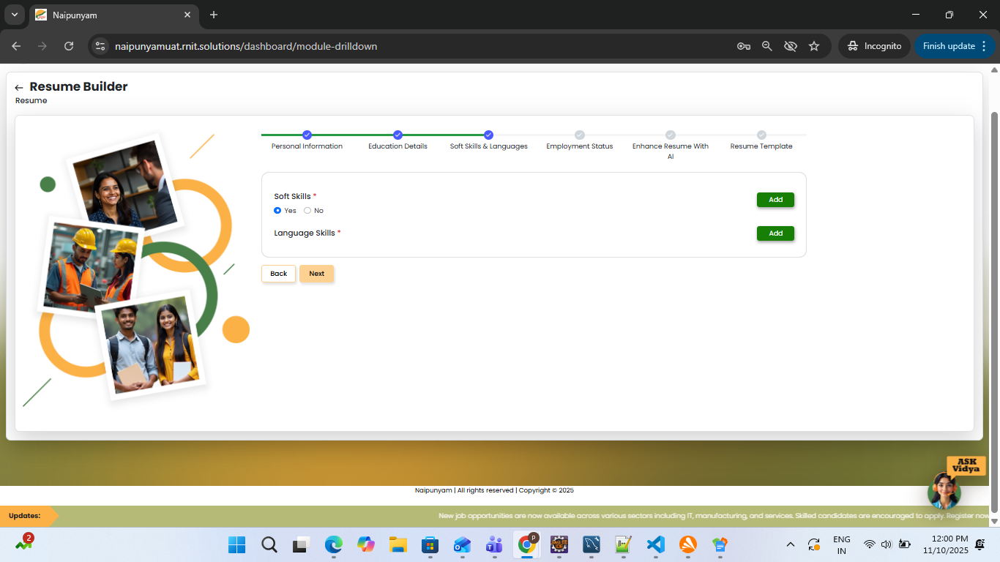 Naipunyam
naipunyamuat.rnit.solutions/dashboard/module-drilldown
Incognito
Finish update
Resume Builder
Resume
Personal Information
Education Details
Soft Skills & Languages
Employment Status
Enhance Resume With AI
Resume Template
Soft Skills *
Add
Yes
No
Language Skills *
Add
Back
Next
ASK
Vidya
Naipunyam | All rights reserved | Copyright © 2025
Updates:
New job opportunities are now available across various sectors including IT, manufacturing, and services. Skilled candidates are encouraged to apply. Register now
2
P
Java EE
IDE
ENG
IN
12:00 PM
11/10/2025